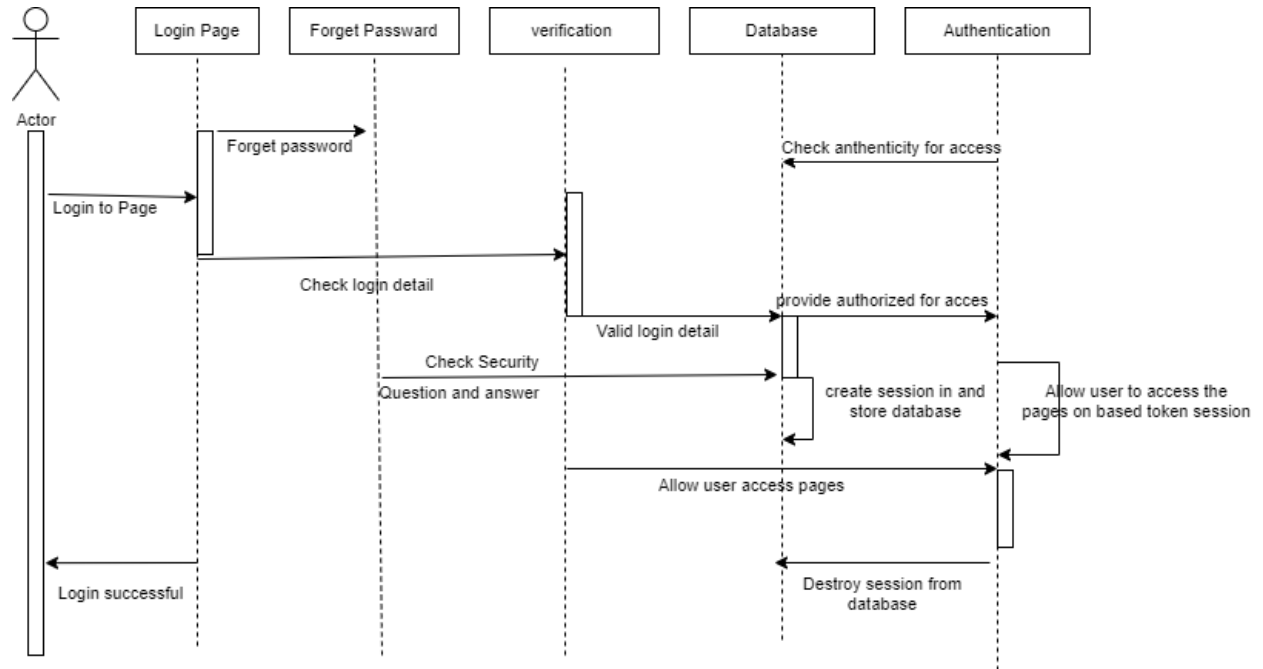 Login Page
Forget Passward
verification
Database
Authentication
Actor
Forget password
Check anthenticity for access
Login to Page
Check login detail
provide authorized for acces
Valid login detail
Check Security
Question and answer
create session in and
store database
Allow user to access the
pages on based token session
Allow user access pages
Login successful
Destroy session from
database